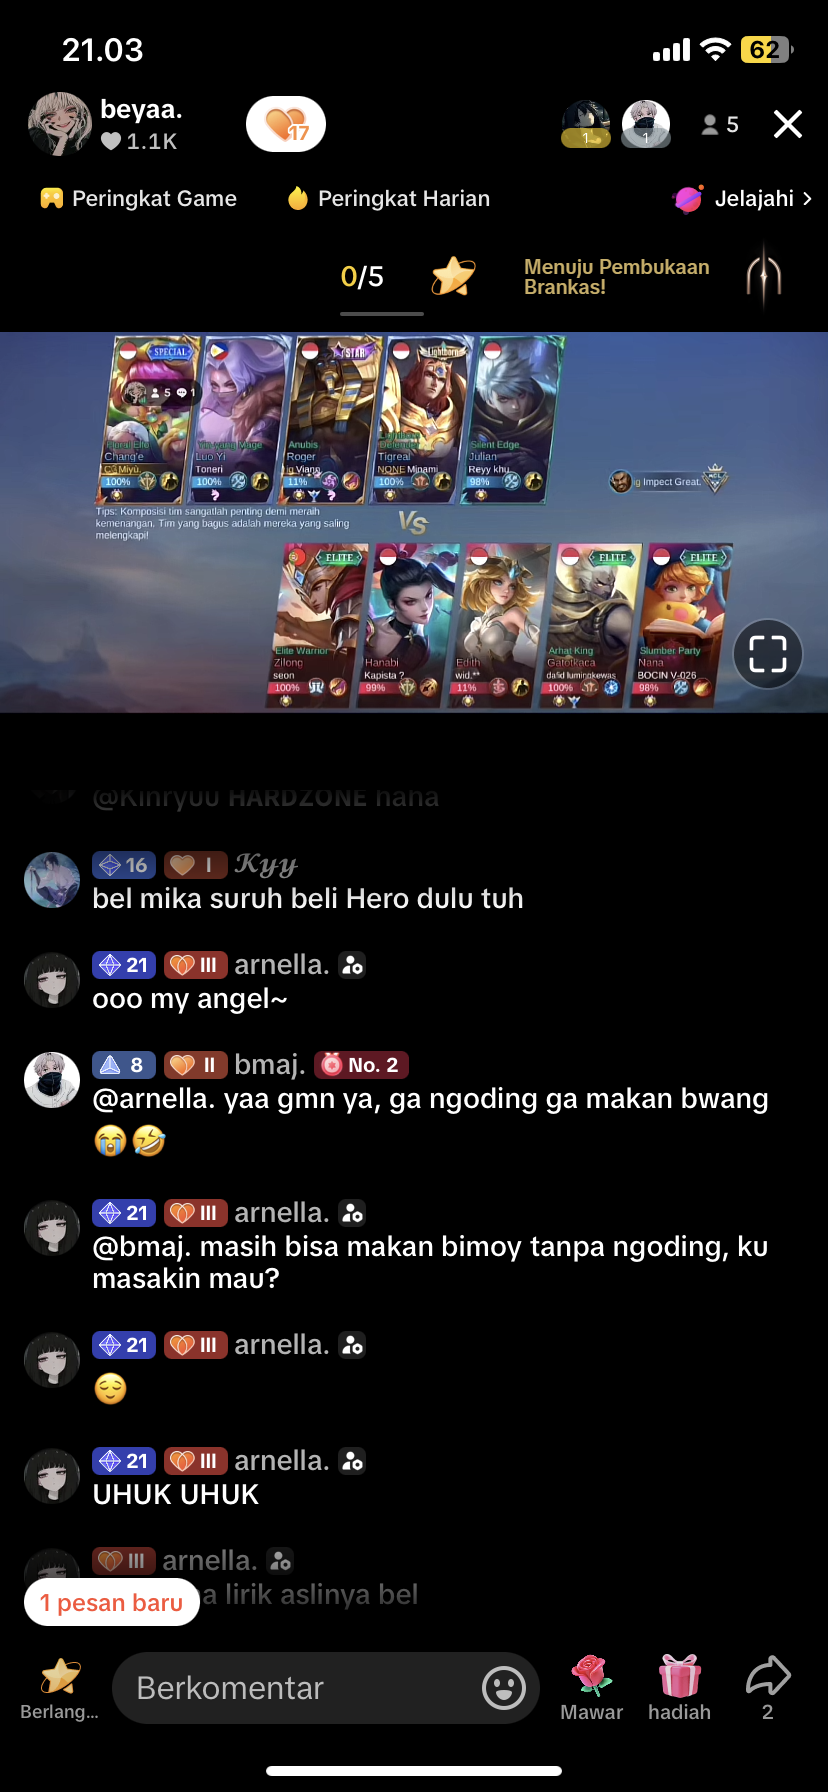 21.03
62
beyaa.
1.1K
17
1
1
5
Peringkat Game
Peringkat Harian
Jelajahi
0/5
Menuju Pembukaan
Brankas!
SPECIAL
STAR
Lightborn
5 1
Floral Elle
Chang'e
Miyu.
100%
Yin-yang Mage
Luo Yi
Toneri
100%
Anubis
Roger
Viann
11%
Lightborn -
Defender
Tigreal
NONE Minami
100%
Silent Edge
Julian
Reyy khu
98%
g Impect Great.
Tips: Komposisi tim sangatlah penting demi meraih
kemenangan. Tim yang bagus adalah mereka yang saling
melengkapi!
VS
ELITE
ELITE
ELITE
Elite Warrior
Zilong
seon
100%
Hanabi
Kapista ?
99%
Edith
wid.**
11%
Arhat King
Gatotkaca
dafid lumingkewas
100%
Slumber Party
Nana
BOCIN V-026
98%
@Kinryuu HARDZONE haha
16 I 𝒦𝓎𝓎
bel mika suruh beli Hero dulu tuh
21 III arnella.
ooo my angel~
8 II bmaj. No. 2
@arnella. yaa gmn ya, ga ngoding ga makan bwang
😭🤣
21 III arnella.
@bmaj. masih bisa makan bimoy tanpa ngoding, ku
masakin mau?
21 III arnella.
😌
21 III arnella.
UHUK UHUK
III arnella.
a lirik aslinya bel
1 pesan baru
Berkomentar
Berlang...
Mawar
hadiah
2